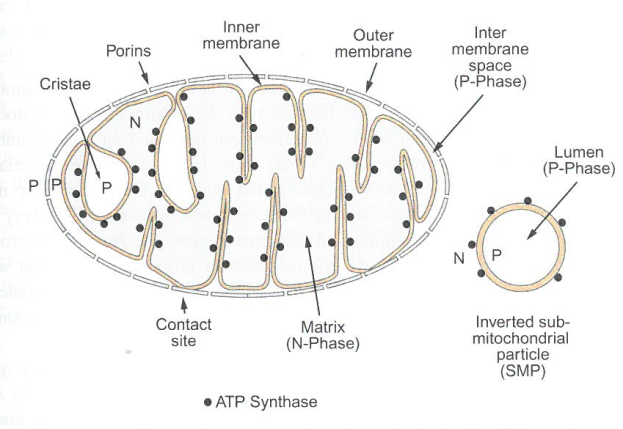 Porins
Inner
membrane
Outer
membrane
Inter
membrane
space
(P-Phase)
Cristae
N
P
P
P
Lumen
(P-Phase)
N
P
Contact
site
Matrix
(N-Phase)
Inverted sub-
mitochondrial
particle
(SMP)
ATP Synthase